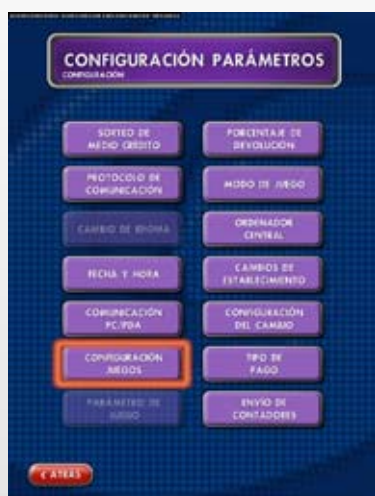 CONFIGURACIÓN PARÁMETROS
CONFIGURACIÓN
SORTEO DE
MEDIO CRÉDITO
PORCENTAJE DE
DEVOLUCIÓN
PROTOCOLO DE
COMUNICACIÓN
MODO DE JUEGO
CAMBIO DE IDIOMA
ORDENADOR
CENTRAL
FECHA Y HORA
CAMBIOS DE
ESTABLECIMIENTO
COMUNICACIÓN
PC/PDA
CONFIGURACIÓN
DEL CAMBIO
CONFIGURACIÓN
JUEGOS
TIPO DE
PAGO
PARÁMETRO DE
JUEGO
ENVÍO DE
CONTADORES
< ATRÁS